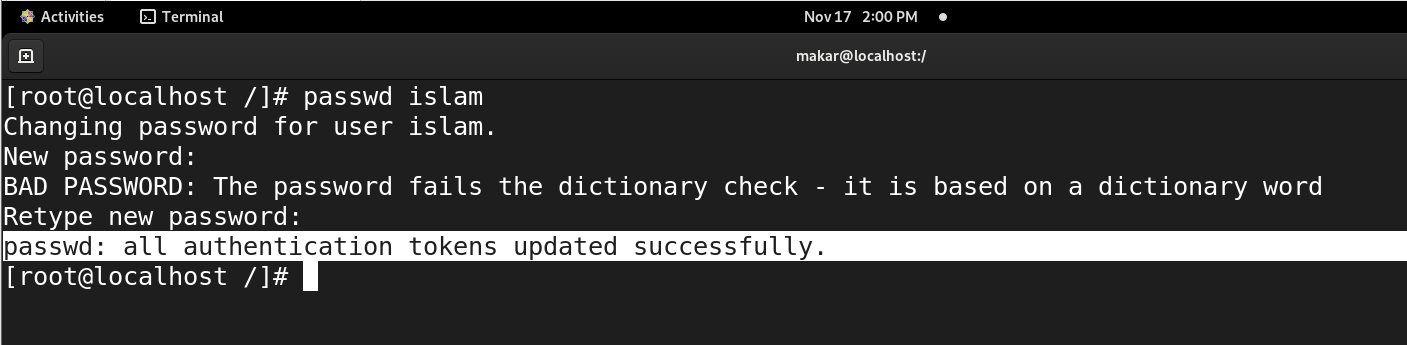 Activities Terminal Nov 17 2:00 PM
makar@localhost:/
[root@localhost /]# passwd islam
Changing password for user islam.
New password:
BAD PASSWORD: The password fails the dictionary check - it is based on a dictionary word
Retype new password:
passwd: all authentication tokens updated successfully.
[root@localhost /]#